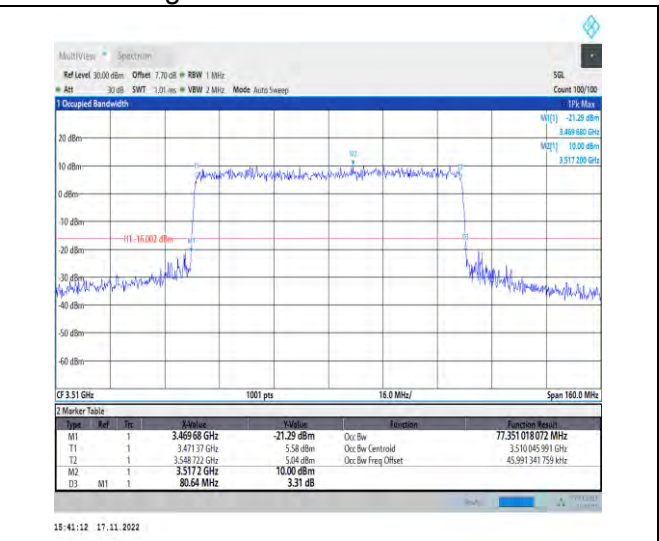 MultiView Spectrum
Ref Level 30.00 dBm Offset 7.70 dB RBW 1 MHz SGL
Att 30 dB SWT 1.01 ms VBW 2 MHz Mode Auto Sweep Count 100/100
1 Occupied Bandwidth 1Pk Max
M1[1] -21.29 dBm
3.469 680 GHz
M2[1] 10.00 dBm
3.517 200 GHz
20 dBm
M2
10 dBm
0 dBm
-10 dBm
H1 -16.002 dBm M1 D3
-20 dBm
-30 dBm
-40 dBm
-50 dBm
-60 dBm
CF 3.51 GHz 1001 pts 16.0 MHz/ Span 160.0 MHz
2 Marker Table
Type Ref Trc X-Value Y-Value Function Function Result
M1 1 3.469 68 GHz -21.29 dBm Occ Bw 77.351 018 072 MHz
T1 1 3.471 37 GHz 5.58 dBm Occ Bw Centroid 3.510 045 991 GHz
T2 1 3.548 722 GHz 5.04 dBm Occ Bw Freq Offset 45.991 341 759 kHz
M2 1 3.517 2 GHz 10.00 dBm
D3 M1 1 80.64 MHz 3.31 dB
15:41:12 17.11.2022